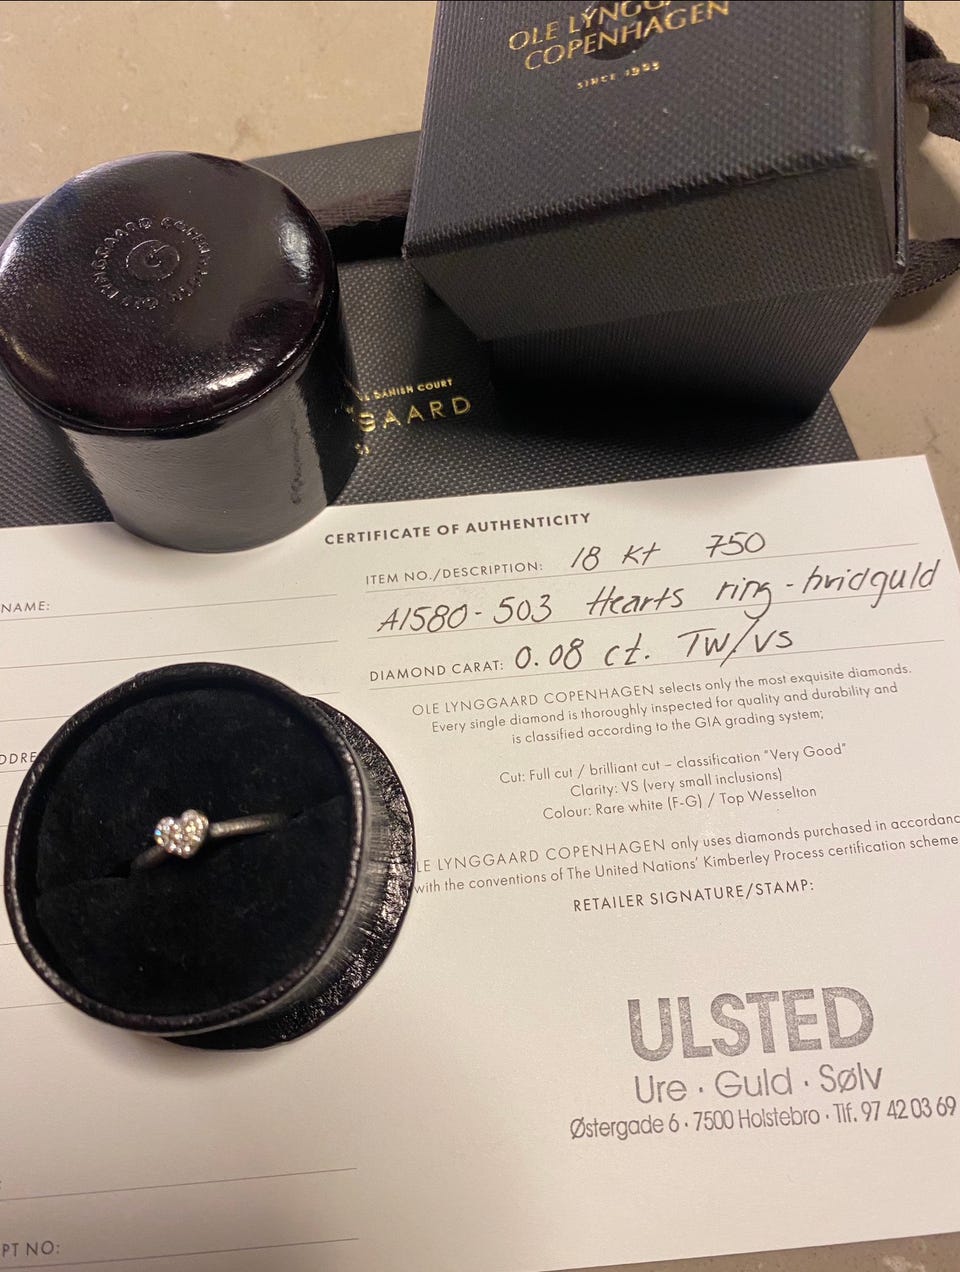 OLE LYNGGAARD
COPENHAGEN
SINCE 1963
DANISH COURT
GAARD
CERTIFICATE OF AUTHENTICITY
NAME:
ITEM NO./DESCRIPTION: 18 Kt 750
A1580-503 Hearts ring - hvidguld
DIAMOND CARAT: 0.08 ct. TW/VS
OLE LYNGGAARD COPENHAGEN selects only the most exquisite diamonds.
Every single diamond is thoroughly inspected for quality and durability and
is classified according to the GIA grading system;
Cut: Full cut / brilliant cut – classification "Very Good"
Clarity: VS (very small inclusions)
Colour: Rare white (F-G) / Top Wesselton
LE LYNGGAARD COPENHAGEN only uses diamonds purchased in accordanc
with the conventions of The United Nations' Kimberley Process certification scheme
RETAILER SIGNATURE/STAMP:
DDRE
ULSTED
Ure · Guld · Sølv
Østergade 6 · 7500 Holstebro · Tlf. 97 42 03 69
PT NO: